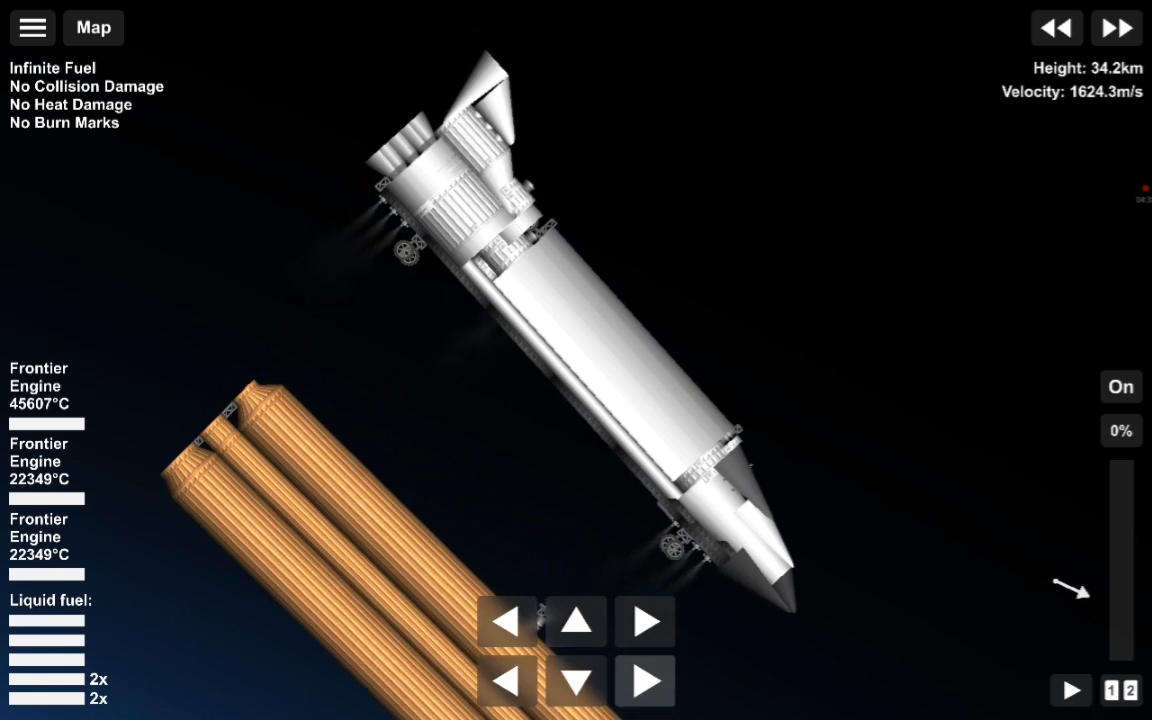 Map
Infinite Fuel
No Collision Damage
No Heat Damage
No Burn Marks
Height: 34.2km
Velocity: 1624.3m/s
Frontier
Engine
45607°C
Frontier
Engine
22349°C
Frontier
Engine
22349°C
Liquid fuel:
2x
2x
On
0%
1 2